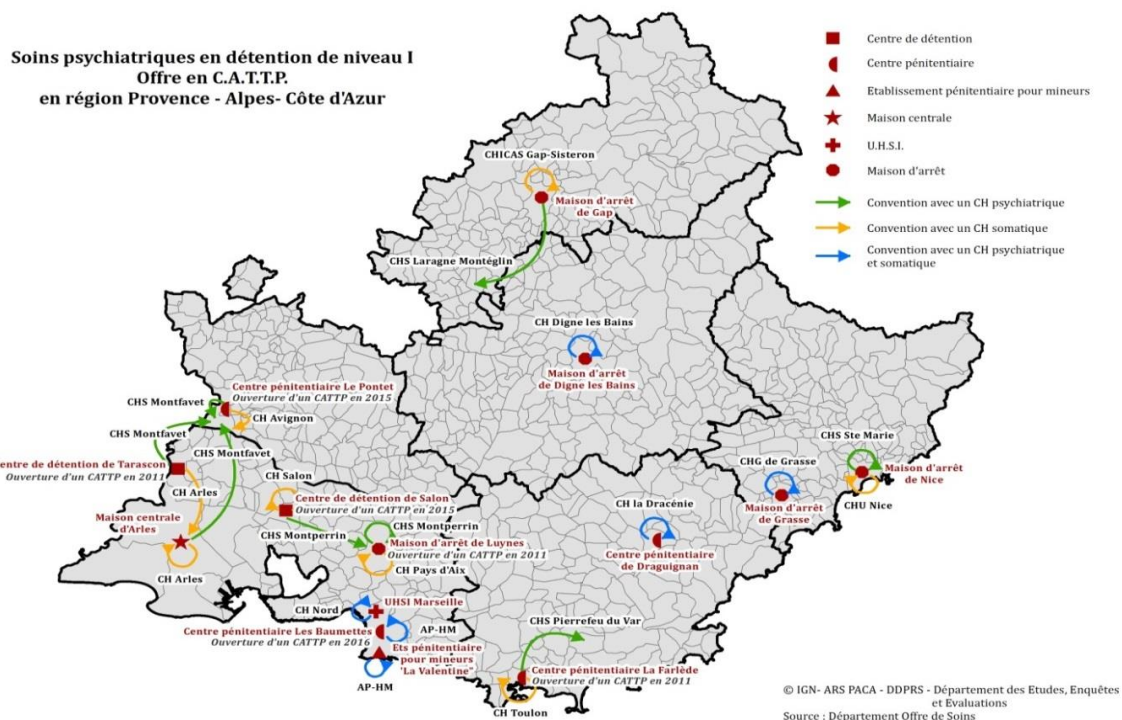 Soins psychiatriques en détention de niveau I
Offre en C.A.T.T.P.
en région Provence - Alpes- Côte d'Azur
Centre de détention
Centre pénitentiaire
Etablissement pénitentiaire pour mineurs
Maison centrale
U.H.S.I.
Maison d'arrêt
Convention avec un CH psychiatrique
Convention avec un CH somatique
Convention avec un CH psychiatrique
et somatique
CHICAS Gap-Sisteron
Maison d'arrêt
de Gap
CHS Laragne Montéglin
CH Digne les Bains
Maison d'arrêt
de Digne les Bains
Centre pénitentiaire Le Pontet
Ouverture d'un CATTP en 2015
CHS Montfavet
CH Avignon
CHS Montfavet
CHS Montfavet
entre de détention de Tarascon
Ouverture d'un CATTP en 2011
CH Arles
Maison centrale
d'Arles
CH Arles
CH Salon
Centre de détention de Salon
Ouverture d'un CATTP en 2015
CHS Montperrin
CHS Montperrin
Maison d'arrêt de Luynes
Ouverture d'un CATTP en 2011
CH Pays d'Aix
CHS Ste Marie
Maison d'arrêt
de Nice
CHU Nice
CHG de Grasse
Maison d'arrêt
de Grasse
CH la Dracénie
Centre pénitentiaire
de Draguignan
CH Nord
UHSI Marseille
Centre pénitentiaire Les Baumettes
Ouverture d'un CATTP en 2016
AP-HM
Ets pénitentiaire
pour mineurs
'La Valentine"
AP-HM
CHS Pierrefeu du Var
Centre pénitentiaire La Farlède
Ouverture d'un CATTP en 2011
CH Toulon
© IGN- ARS PACA - DDPRS - Département des Etudes, Enquêtes
et Evaluations
Source : Département Offre de Soins